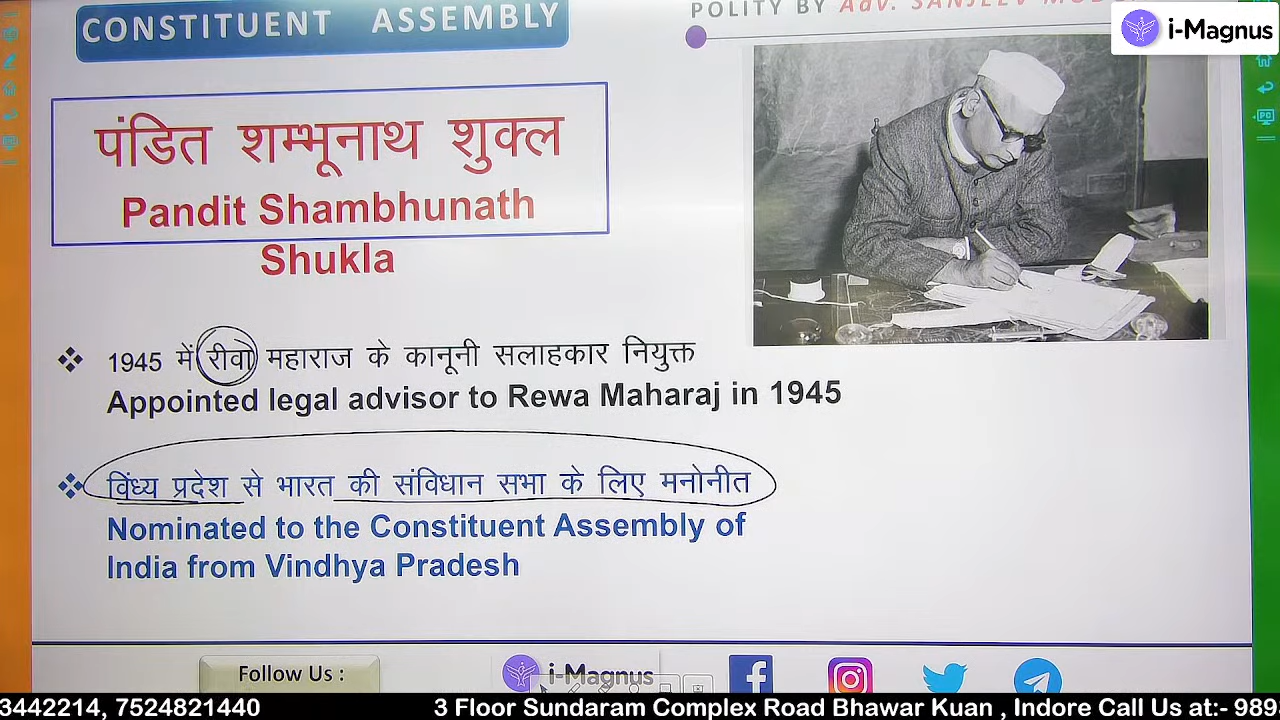 CONSTITUENT ASSEMBLY
POLITY BY Adv. SANJEEV
i-Magnus
पंडित शम्भूनाथ शुक्ल
Pandit Shambhunath
Shukla
1945 में रीवा महाराज के कानूनी सलाहकार नियुक्त
Appointed legal advisor to Rewa Maharaj in 1945
विंध्य प्रदेश से भारत की संविधान सभा के लिए मनोनीत
Nominated to the Constituent Assembly of
India from Vindhya Pradesh
Follow Us :
i-Magnus
3442214, 7524821440 3 Floor Sundaram Complex Road Bhawar Kuan , Indore Call Us at:- 989